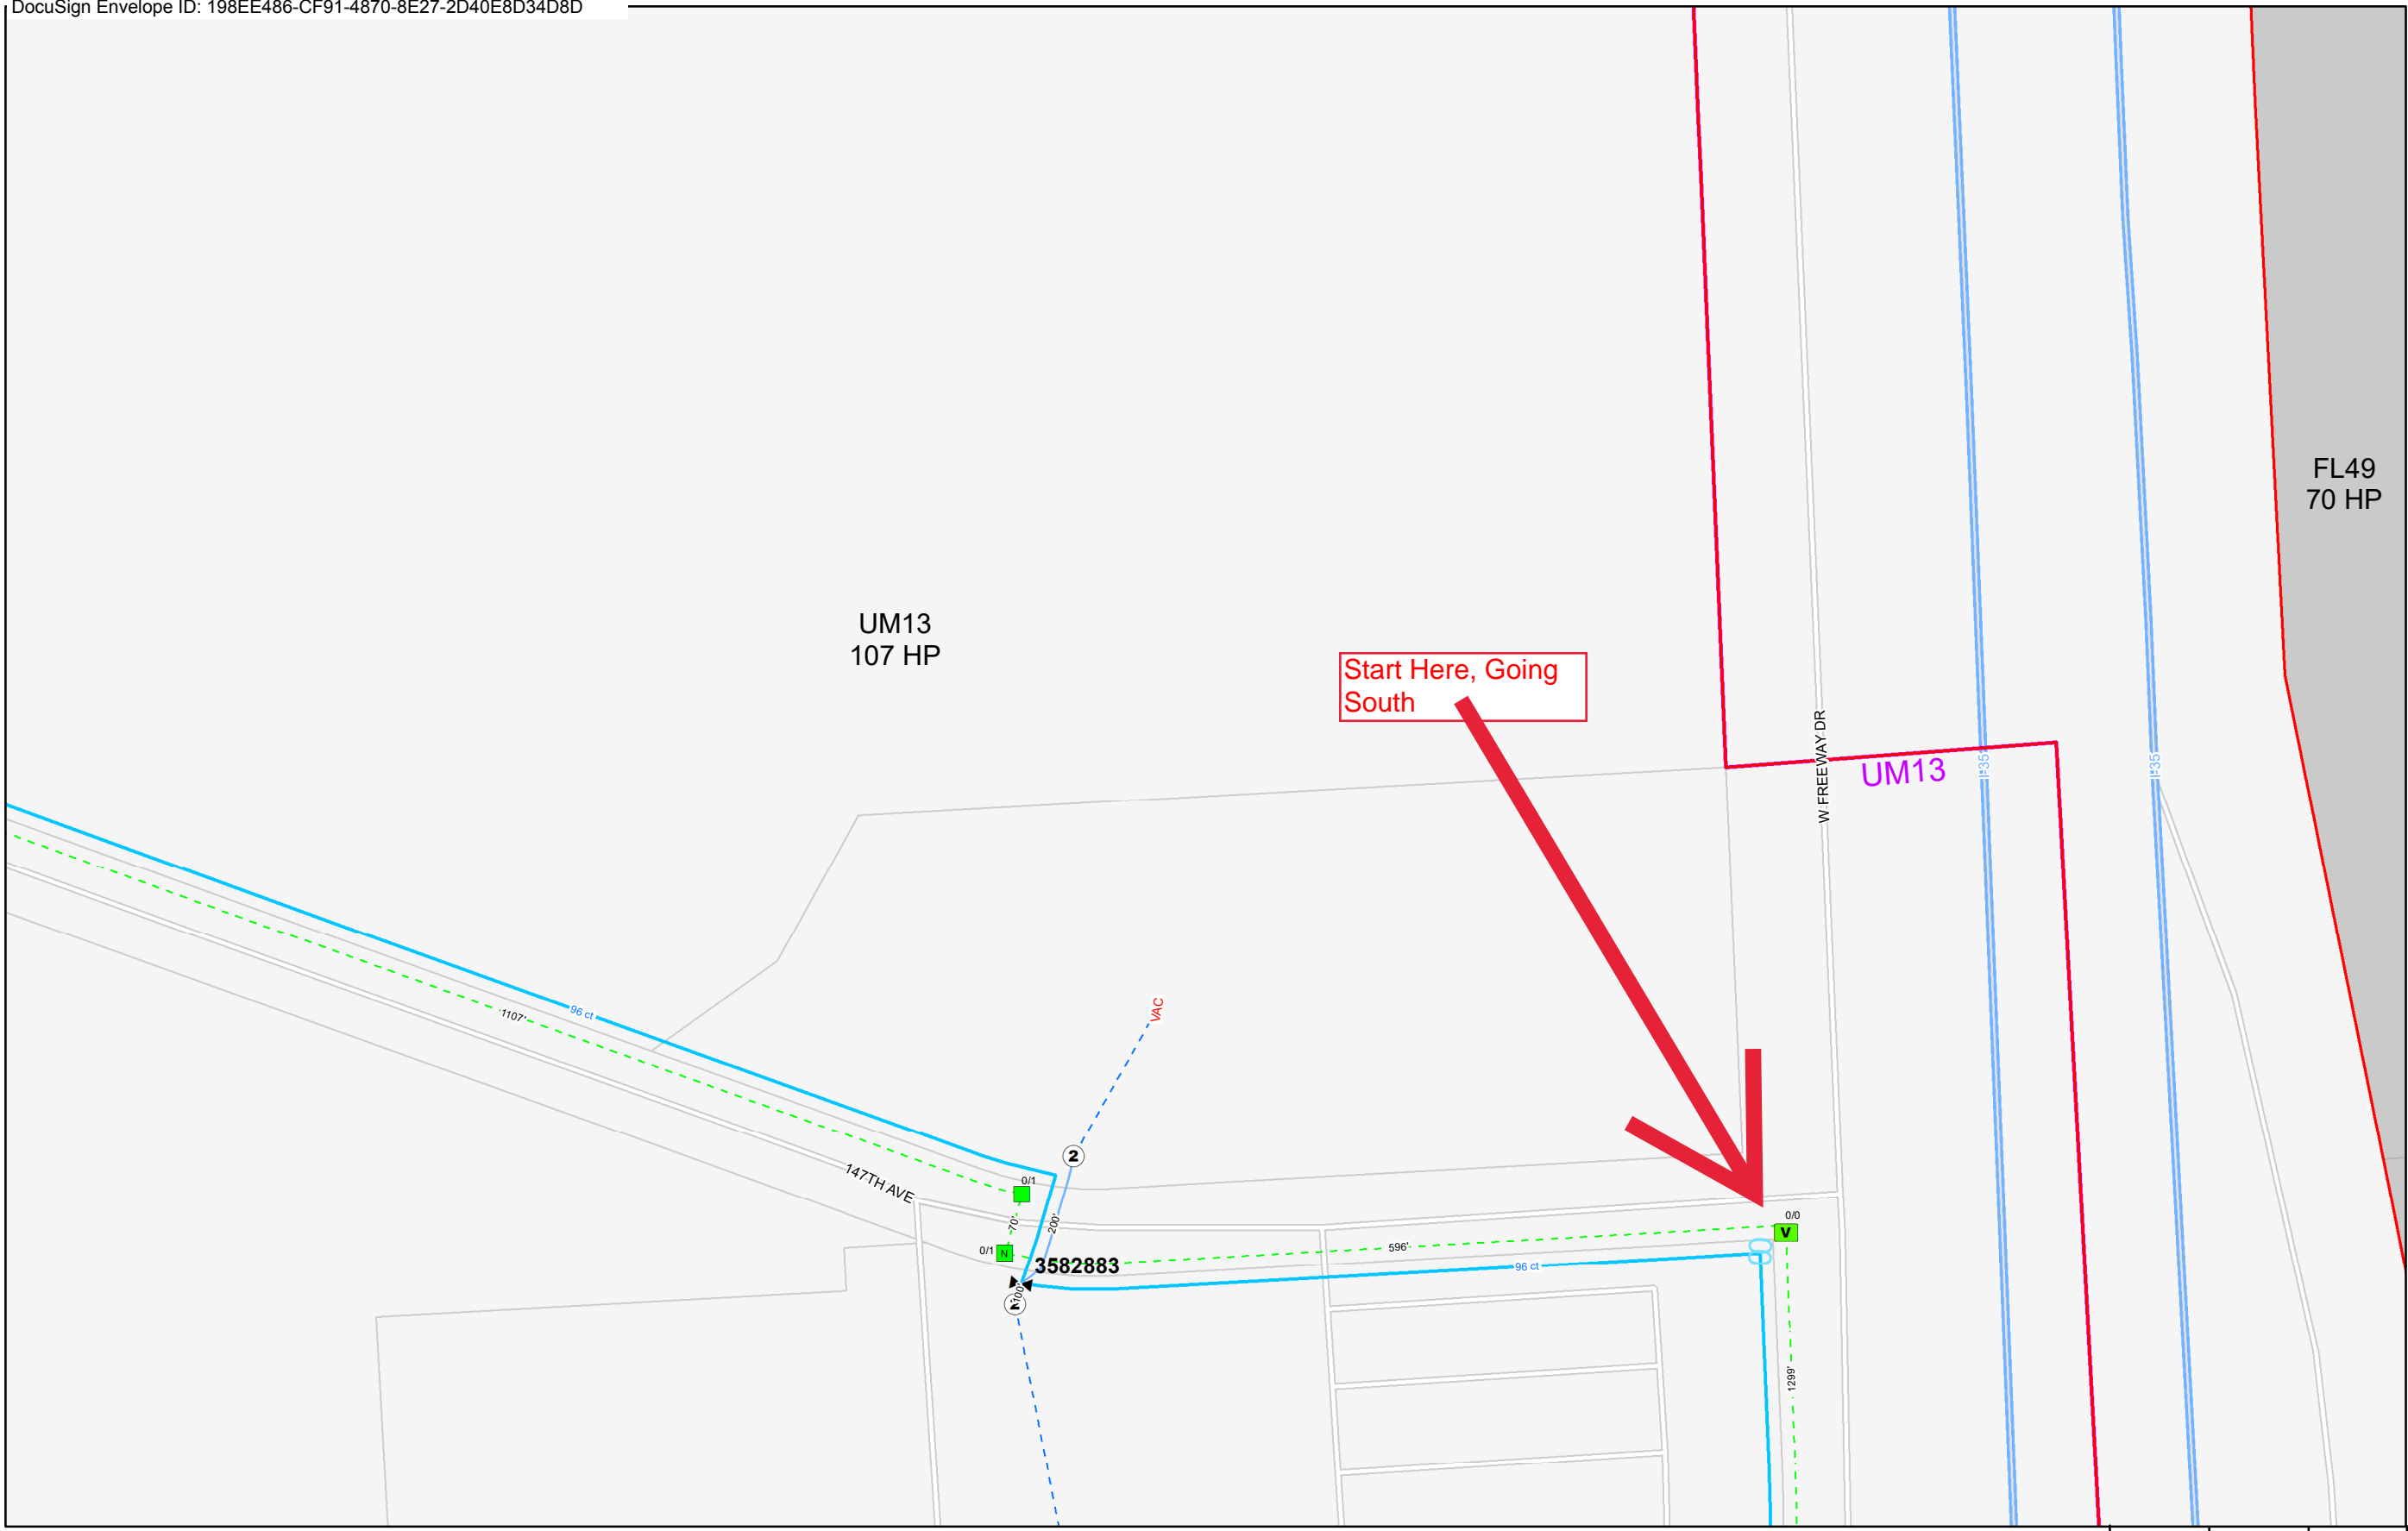 DocuSign Envelope ID: 198EE486-CF91-4870-8E27-2D40E8D34D8D
FL49
70 HP
UM13
107 HP
Start Here, Going
South
W FREEWAY DR
UM13
I-35
I-35
VAC
96 ct
1107'
2
147TH AVE
0/1
70'
200'
0/0
V
0/1
N
596'
3582883
96 ct
100'
2
1299'